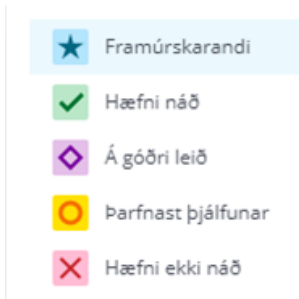 Framúrskarandi
Hæfni náð
Á góðri leið
Þarfnast þjálfunar
Hæfni ekki náð